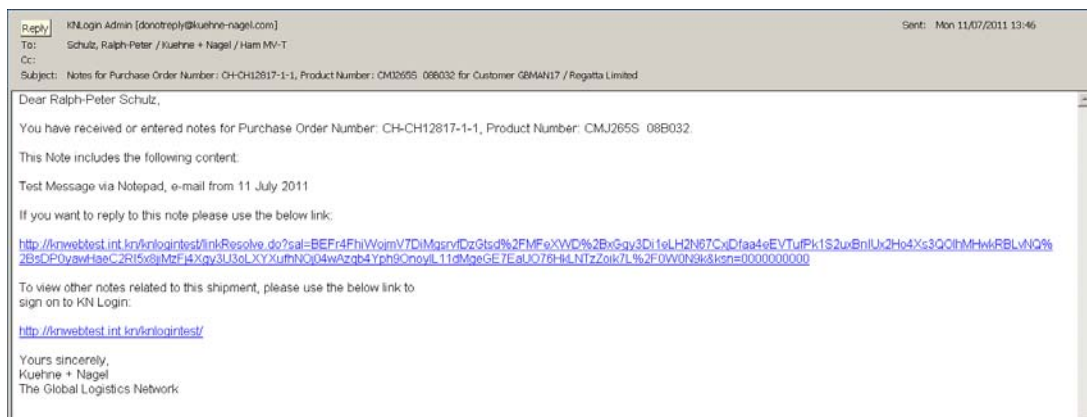 Reply KNLogin Admin [donotreply@kuehne-nagel.com] Sent: Mon 11/07/2011 13:46
To: Schulz, Ralph-Peter / Kuehne + Nagel / Ham MV-T
Cc:
Subject: Notes for Purchase Order Number: CH-CH12817-1-1, Product Number: CMJ265S 08B032 for Customer GBMAN17 / Regatta Limited
Dear Ralph-Peter Schulz,
You have received or entered notes for Purchase Order Number: CH-CH12817-1-1, Product Number: CMJ265S 08B032.
This Note includes the following content:
Test Message via Notepad, e-mail from 11 July 2011
If you want to reply to this note please use the below link:
To view other notes related to this shipment, please use the below link to
sign on to KN Login:
http://knwebtest.int.kn/knlogintest/
Yours sincerely,
Kuehne + Nagel
The Global Logistics Network